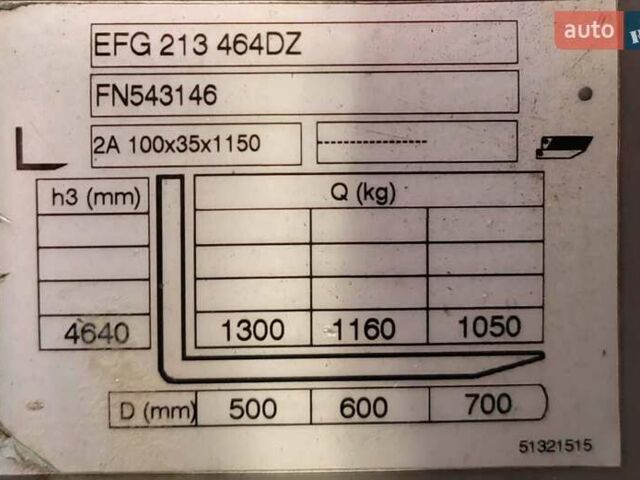 auto
EFG 213 464DZ
FN543146
2A 100x35x1150
h3 (mm)
Q (kg)
4640 1300 1160 1050
D (mm) 500 600 700
51321515